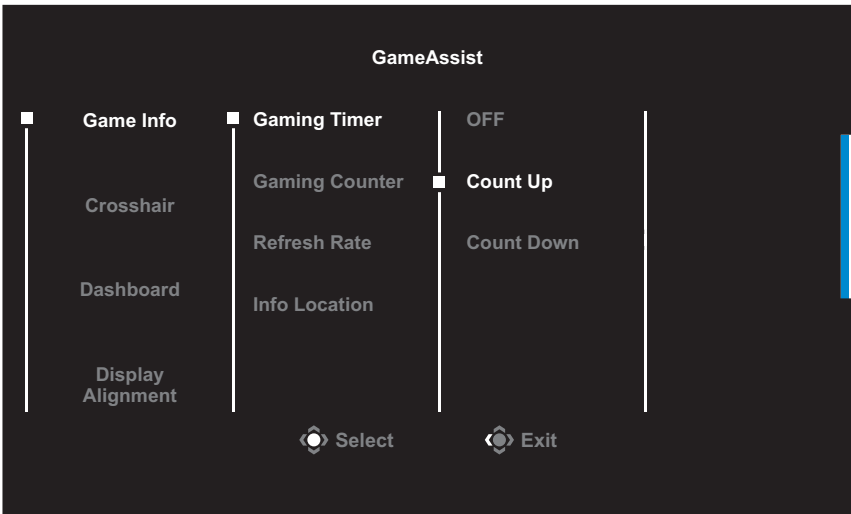 GameAssist
Game Info
Crosshair
Dashboard
Display
Alignment
Gaming Timer
Gaming Counter
Refresh Rate
Info Location
OFF
Count Up
Count Down
Select
Exit